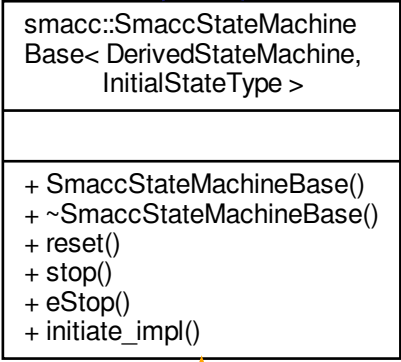 smacc::SmaccStateMachine
Base< DerivedStateMachine,
InitialStateType >
+ SmaccStateMachineBase()
+ ~SmaccStateMachineBase()
+ reset()
+ stop()
+ eStop()
+ initiate_impl()